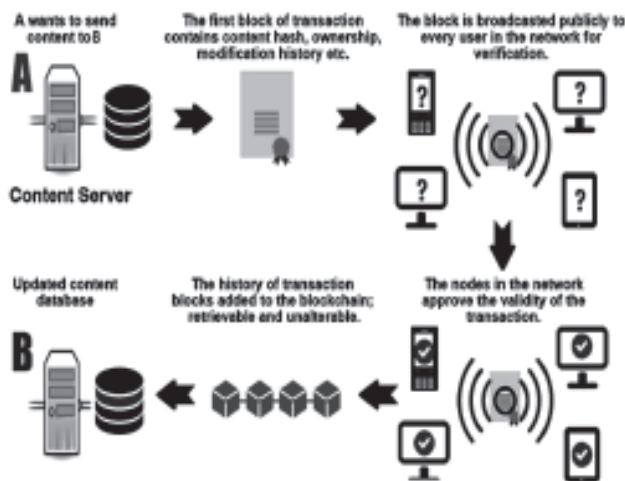 A wants to send
content to B
The first block of transaction
contains content hash, ownership,
modification history etc.
The block is broadcasted publicly to
every user in the network for
verification.
A
?
?
?
?
Content Server
Updated content
database
The history of transaction
blocks added to the blockchain;
retrievable and unalterable.
The nodes in the network
approve the validity of the
transaction.
B